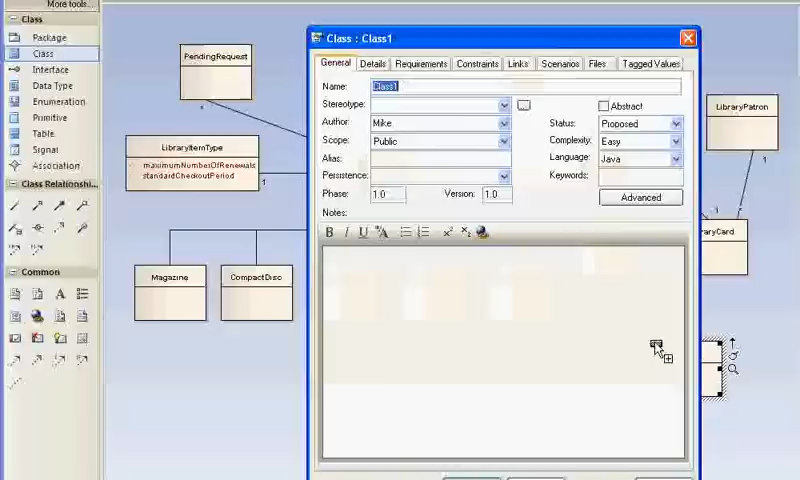 More tools...
Class
Package
Class
Interface
Data Type
Enumeration
Primitive
Table
Signal
Association
Class Relationshi...
Common
PendingRequest
LibraryItemType
maximumNumberOfRenewals
standardCheckoutPeriod
1
Magazine
CompactDisc
Class : Class1
General
Details
Requirements
Constraints
Links
Scenarios
Files
Tagged Values
Name:
Class1
Stereotype:
Abstract
Author:
Mike
Status:
Proposed
Scope:
Public
Complexity:
Easy
Alias:
Language:
Java
Persistence:
Keywords:
Phase:
1.0
Version:
1.0
Advanced
Notes:
B I U A
x² x₂
LibraryPatron
1
raryCard